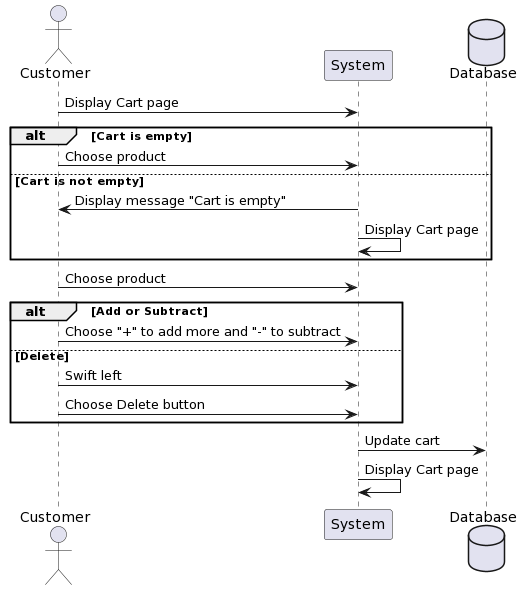 Customer
System
Database
Display Cart page
alt [Cart is empty]
Choose product
[Cart is not empty]
Display message "Cart is empty"
Display Cart page
Choose product
alt [Add or Subtract]
Choose "+" to add more and "-" to subtract
[Delete]
Swift left
Choose Delete button
Update cart
Display Cart page
Customer
System
Database